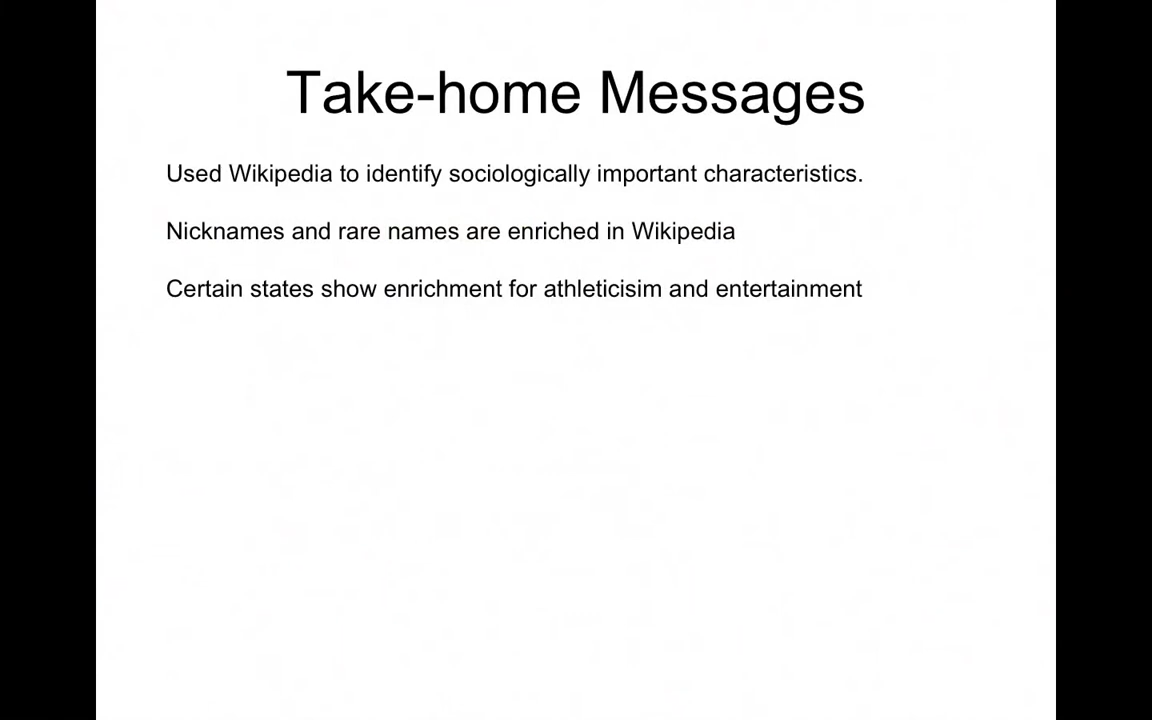 Take-home Messages
Used Wikipedia to identify sociologically important characteristics.
Nicknames and rare names are enriched in Wikipedia
Certain states show enrichment for athleticisim and entertainment